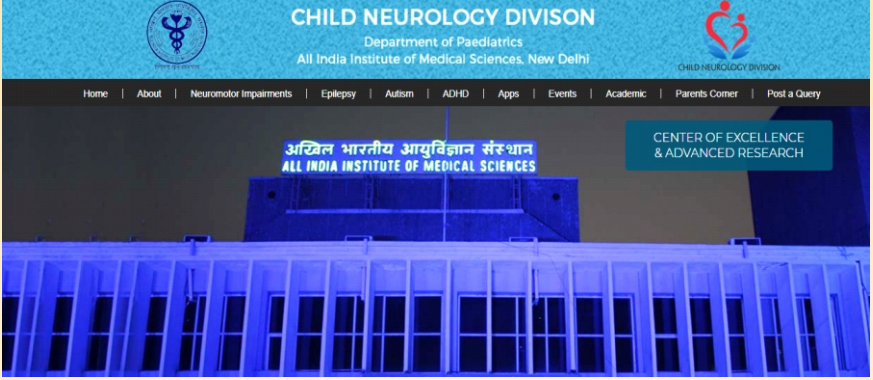 CHILD NEUROLOGY DIVISON
Department of Paediatrics
All India Institute of Medical Sciences, New Delhi
CHILD NEUROLOGY DIVISION
Home | About | Neuromotor Impairments | Epilepsy | Autism | ADHD | Apps | Events | Academic | Parents Corner | Post a Query
अखिल भारतीय आयुर्विज्ञान संस्थान
ALL INDIA INSTITUTE OF MEDICAL SCIENCES
CENTER OF EXCELLENCE
& ADVANCED RESEARCH